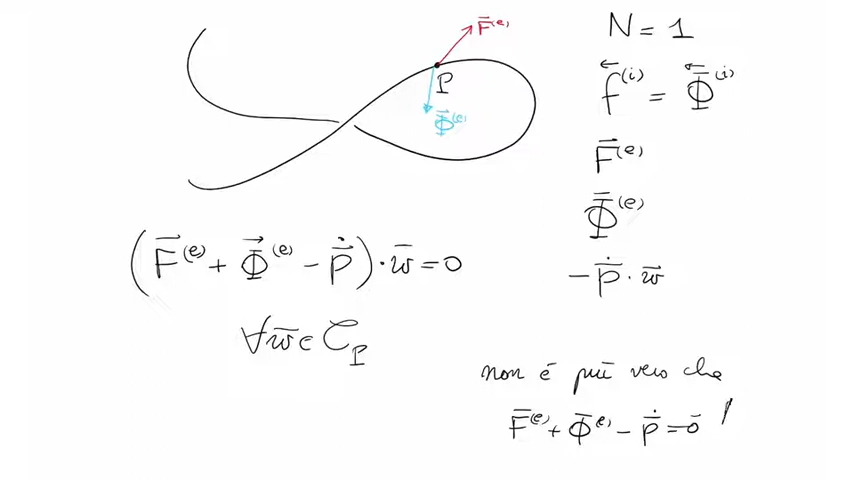 N = 1
F⃗⁽ᵉ⁾
P
Φ⃗⁽ᵉ⁾
f⃖⁽ⁱ⁾ = Φ⃖⁽ⁱ⁾
F̄⁽ᵉ⁾
Φ̄⁽ᵉ⁾
(F⃗⁽ᵉ⁾ + Φ⃗⁽ᵉ⁾ − ṗ̄) · w̄ = 0
− ṗ̄ · w̄
∀ w̄ ∈ C_P
non è più vero che
F̄⁽ᵉ⁾ + Φ̄⁽ᵉ⁾ − ṗ̄ = 0̄ !